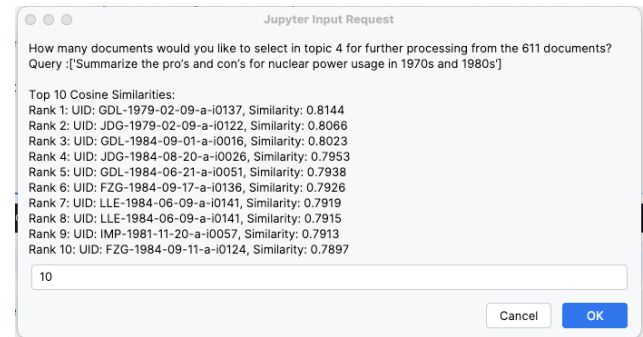 Jupyter Input Request
How many documents would you like to select in topic 4 for further processing from the 611 documents?
Query :['Summarize the pro's and con's for nuclear power usage in 1970s and 1980s']
Top 10 Cosine Similarities:
Rank 1: UID: GDL-1979-02-09-a-i0137, Similarity: 0.8144
Rank 2: UID: JDG-1979-02-09-a-i0122, Similarity: 0.8066
Rank 3: UID: GDL-1984-09-01-a-i0016, Similarity: 0.8023
Rank 4: UID: JDG-1984-08-20-a-i0026, Similarity: 0.7953
Rank 5: UID: GDL-1984-06-21-a-i0051, Similarity: 0.7938
Rank 6: UID: FZG-1984-09-17-a-i0136, Similarity: 0.7926
Rank 7: UID: LLE-1984-06-09-a-i0141, Similarity: 0.7919
Rank 8: UID: LLE-1984-06-09-a-i0141, Similarity: 0.7915
Rank 9: UID: IMP-1981-11-20-a-i0057, Similarity: 0.7913
Rank 10: UID: FZG-1984-09-11-a-i0124, Similarity: 0.7897
10
Cancel OK